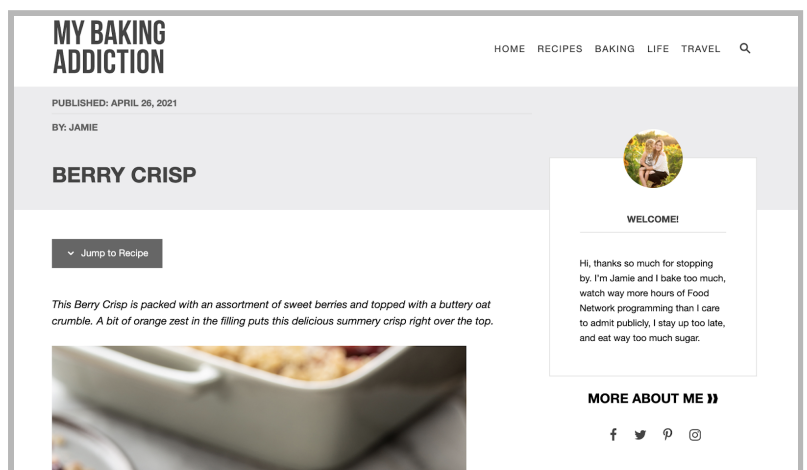 MY BAKING
ADDICTION
HOME RECIPES BAKING LIFE TRAVEL
PUBLISHED: APRIL 26, 2021
BY: JAMIE
BERRY CRISP
Jump to Recipe
This Berry Crisp is packed with an assortment of sweet berries and topped with a buttery oat
crumble. A bit of orange zest in the filling puts this delicious summery crisp right over the top.
WELCOME!
Hi, thanks so much for stopping
by. I'm Jamie and I bake too much,
watch way more hours of Food
Network programming than I care
to admit publicly, I stay up too late,
and eat way too much sugar.
MORE ABOUT ME